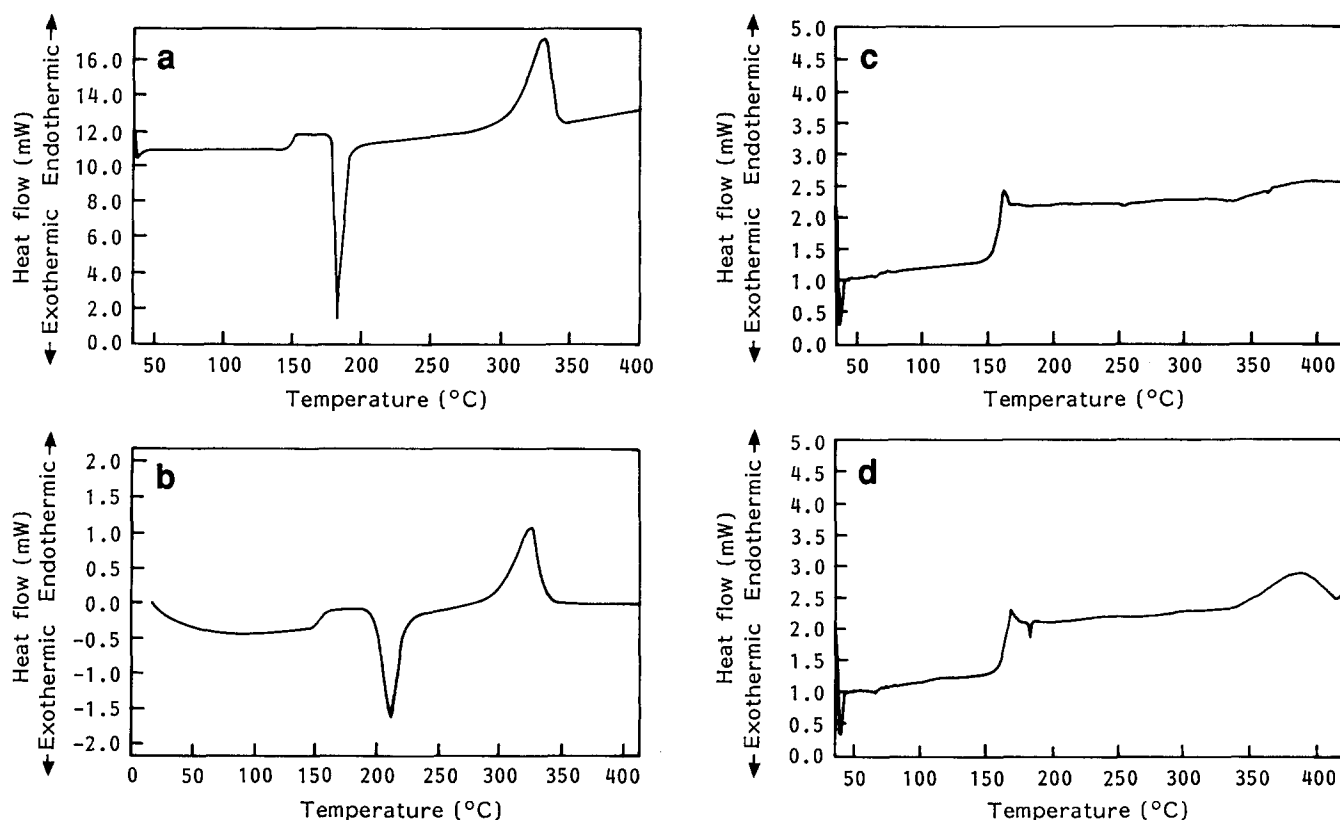 a
Heat flow (mW)
← Exothermic Endothermic →
16.0
14.0
12.0
10.0
8.0
6.0
4.0
2.0
0.0
50 100 150 200 250 300 350 400
Temperature (°C)
c
Heat flow (mW)
← Exothermic Endothermic →
5.0
4.5
4.0
3.5
3.0
2.5
2.0
1.5
1.0
0.5
0.0
50 100 150 200 250 300 350 400
Temperature (°C)
b
Heat flow (mW)
← Exothermic Endothermic →
2.0
1.5
1.0
0.5
0.0
-0.5
-1.0
-1.5
-2.0
0 50 100 150 200 250 300 350 400
Temperature (°C)
d
Heat flow (mW)
← Exothermic Endothermic →
5.0
4.5
4.0
3.5
3.0
2.5
2.0
1.5
1.0
0.5
0.0
50 100 150 200 250 300 350 400
Temperature (°C)